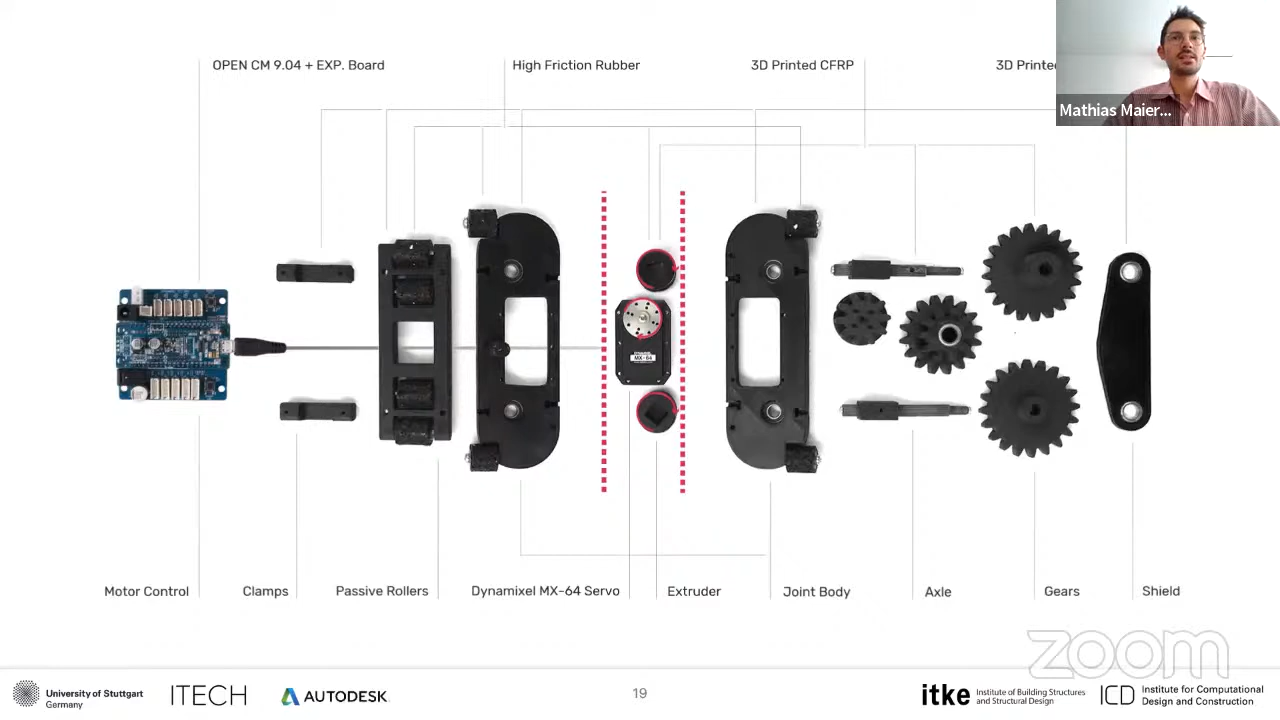 OPEN CM 9.04 + EXP. Board
High Friction Rubber
3D Printed CFRP
3D Printed
Mathias Maier...
MX-64
Motor Control
Clamps
Passive Rollers
Dynamixel MX-64 Servo
Extruder
Joint Body
Axle
Gears
Shield
zoom
University of Stuttgart
Germany
ITECH
AUTODESK
19
itke
Institute of Building Structures
and Structural Design
ICD
Institute for Computational
Design and Construction